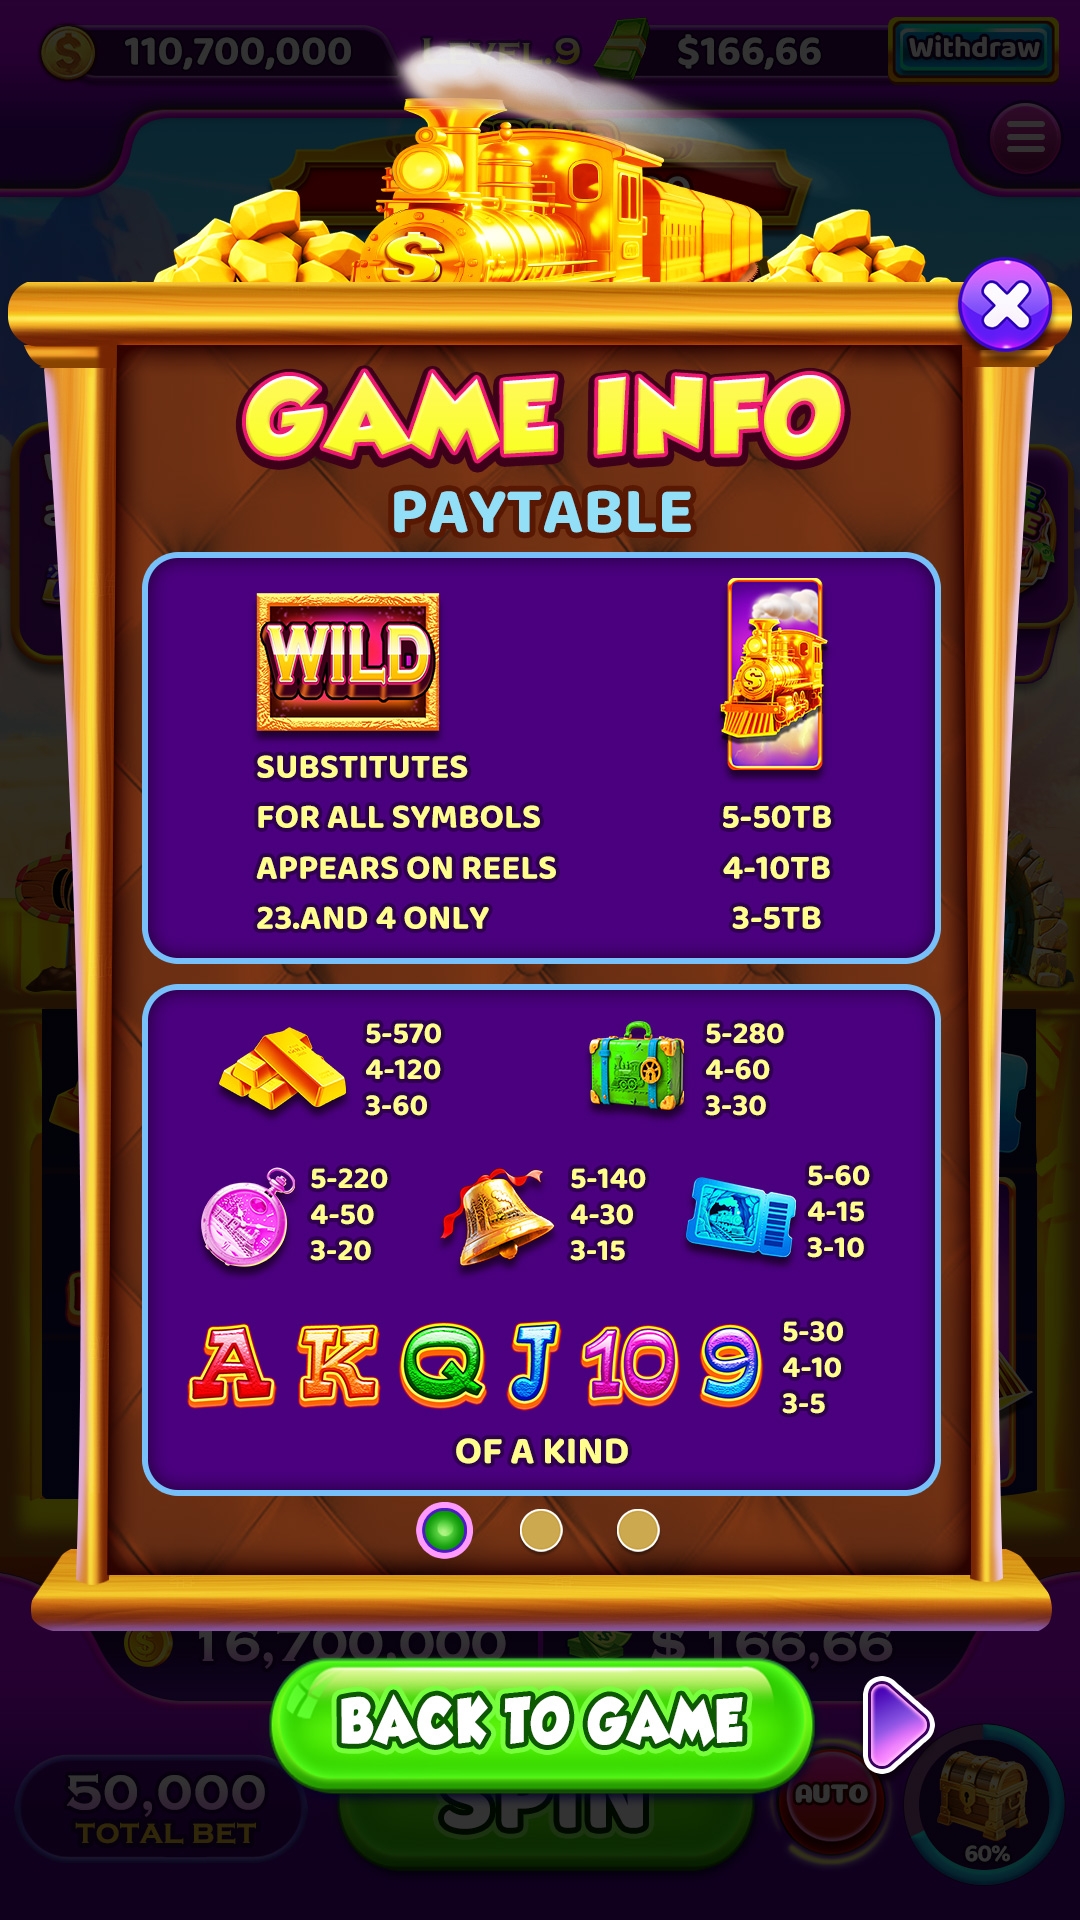 110,700,000
LEVEL.9
$166,66
Withdraw
GAME INFO
PAYTABLE
WILD
SUBSTITUTES
FOR ALL SYMBOLS
APPEARS ON REELS
23.AND 4 ONLY
5-50TB
4-10TB
3-5TB
5-570
4-120
3-60
5-280
4-60
3-30
5-220
4-50
3-20
5-140
4-30
3-15
5-60
4-15
3-10
A K Q J 10 9
5-30
4-10
3-5
OF A KIND
16,700,000
$ 166,66
BACK TO GAME
50,000
TOTAL BET
SPIN
AUTO
60%